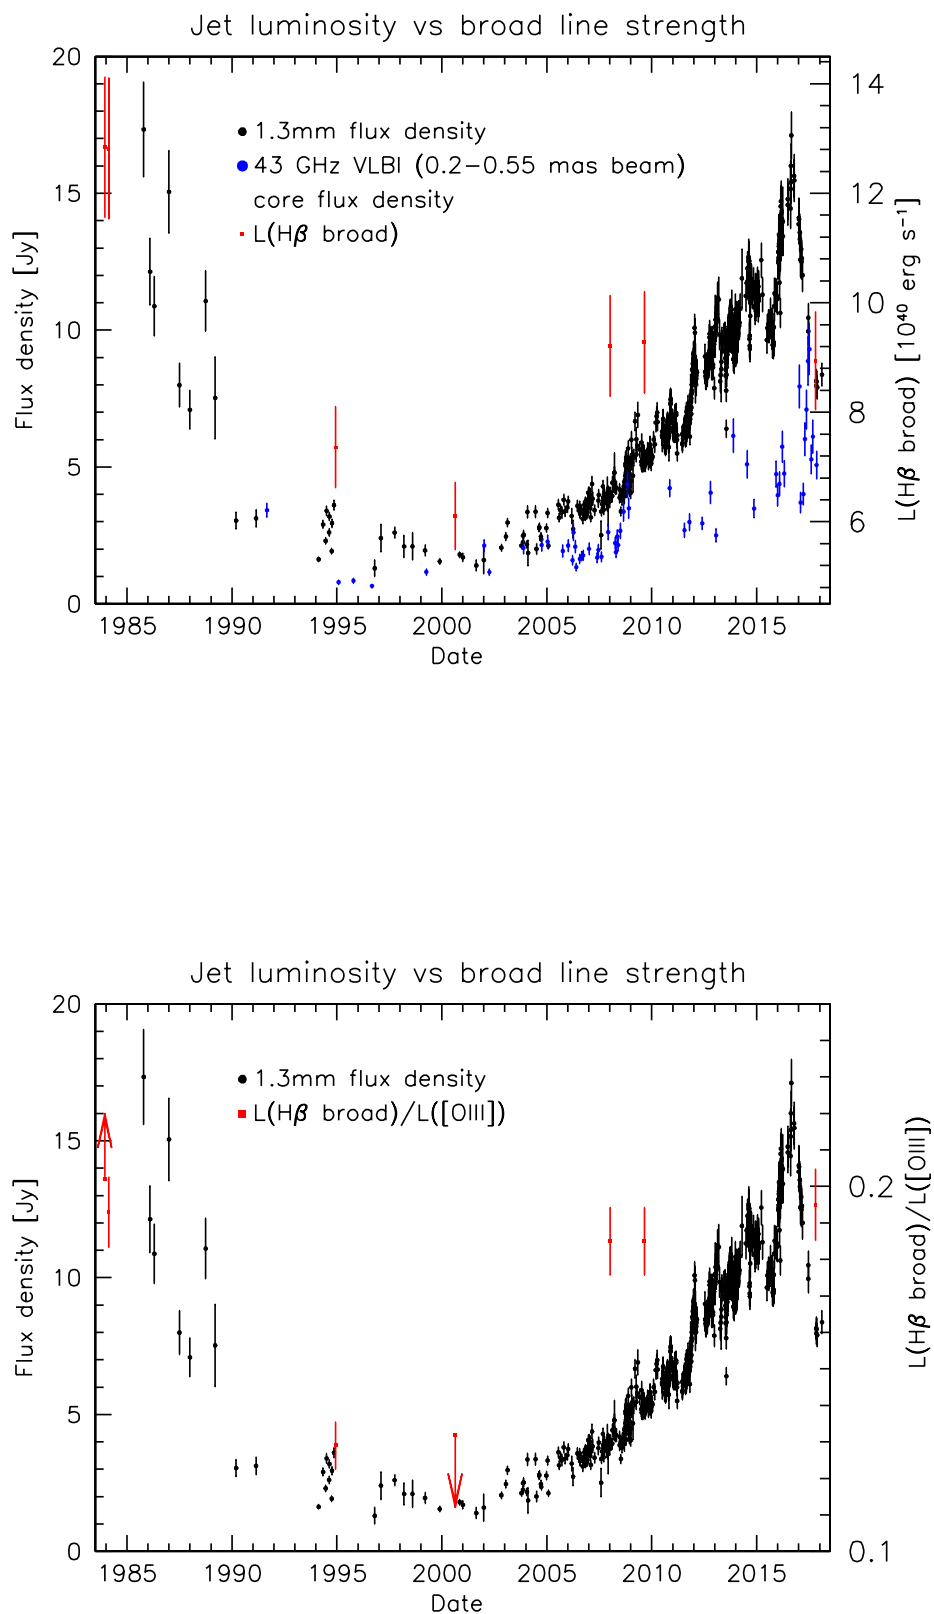 Jet luminosity vs broad line strength
20
15
10
5
0
14
12
10
8
6
1.3mm flux density
43 GHz VLBI (0.2−0.55 mas beam)
core flux density
L(Hβ broad)
Flux density [Jy]
L(Hβ broad) [10⁴⁰ erg s⁻¹]
1985 1990 1995 2000 2005 2010 2015
Date
Jet luminosity vs broad line strength
20
15
10
5
0
0.2
0.1
1.3mm flux density
L(Hβ broad)/L([OIII])
Flux density [Jy]
L(Hβ broad)/L([OIII])
1985 1990 1995 2000 2005 2010 2015
Date